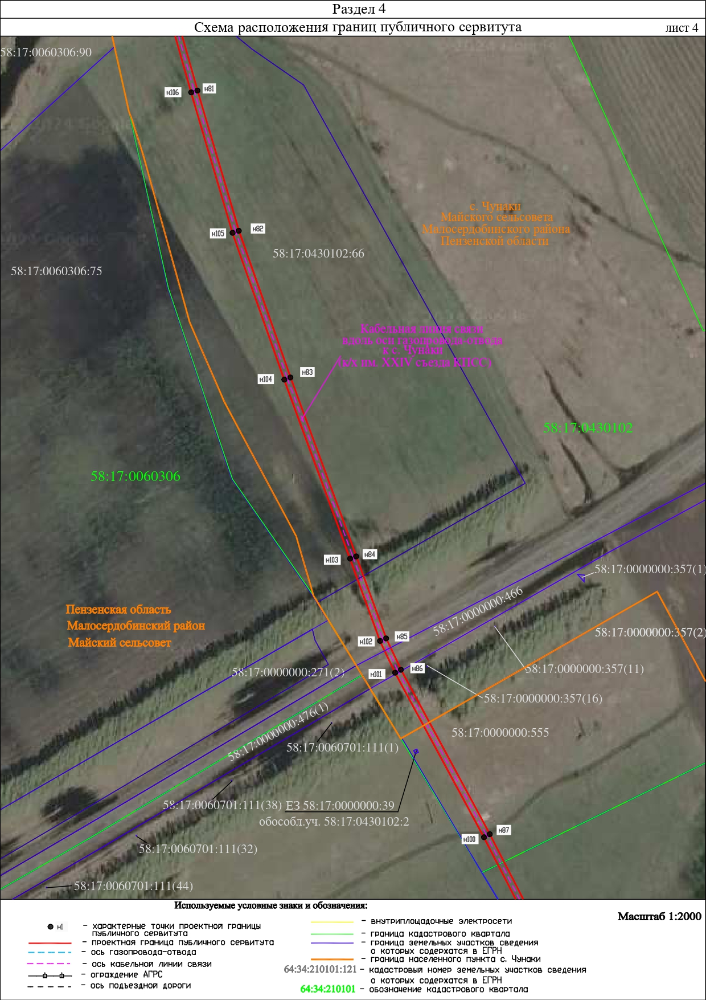 Раздел 4
Схема расположения границ публичного сервитута
лист 4
58:17:0060306:90
н106
н81
с. Чунаки
Майского сельсовета
Малосердобинского района
Пензенской области
н105
н82
58:17:0430102:66
58:17:0060306:75
Кабельная линия связи
вдоль оси газопровода-отвода
к с. Чунаки
(к/х им. XXIV съезда КПСС)
н104
н83
58:17:0430102
58:17:0060306
н103
н84
58:17:0000000:357(1)
58:17:0000000:466
Пензенская область
Малосердобинский район
Майский сельсовет
н102
н85
58:17:0000000:357(2)
58:17:0000000:271(2)
н101
н86
58:17:0000000:357(11)
58:17:0000000:357(16)
58:17:0000000:476(1)
58:17:0000000:555
58:17:0060701:111(1)
58:17:0060701:111(38)
ЕЗ 58:17:0000000:39
обособл.уч. 58:17:0430102:2
н100
н87
58:17:0060701:111(32)
58:17:0060701:111(44)
Используемые условные знаки и обозначения:
Масштаб 1:2000
н1 - характерные точки проектной границы
публичного сервитута
- проектная граница публичного сервитута
- ось газопровода-отвода
- ось кабельной линии связи
- ограждение АГРС
- ось подъездной дороги
- внутриплощадочные электросети
- граница кадастрового квартала
- граница земельных участков сведения
о которых содержатся в ЕГРН
- граница населенного пункта с. Чунаки
64:34:210101:121 - кадастровый номер земельных участков сведения
о которых содержатся в ЕГРН
64:34:210101 - обозначение кадастрового квартала